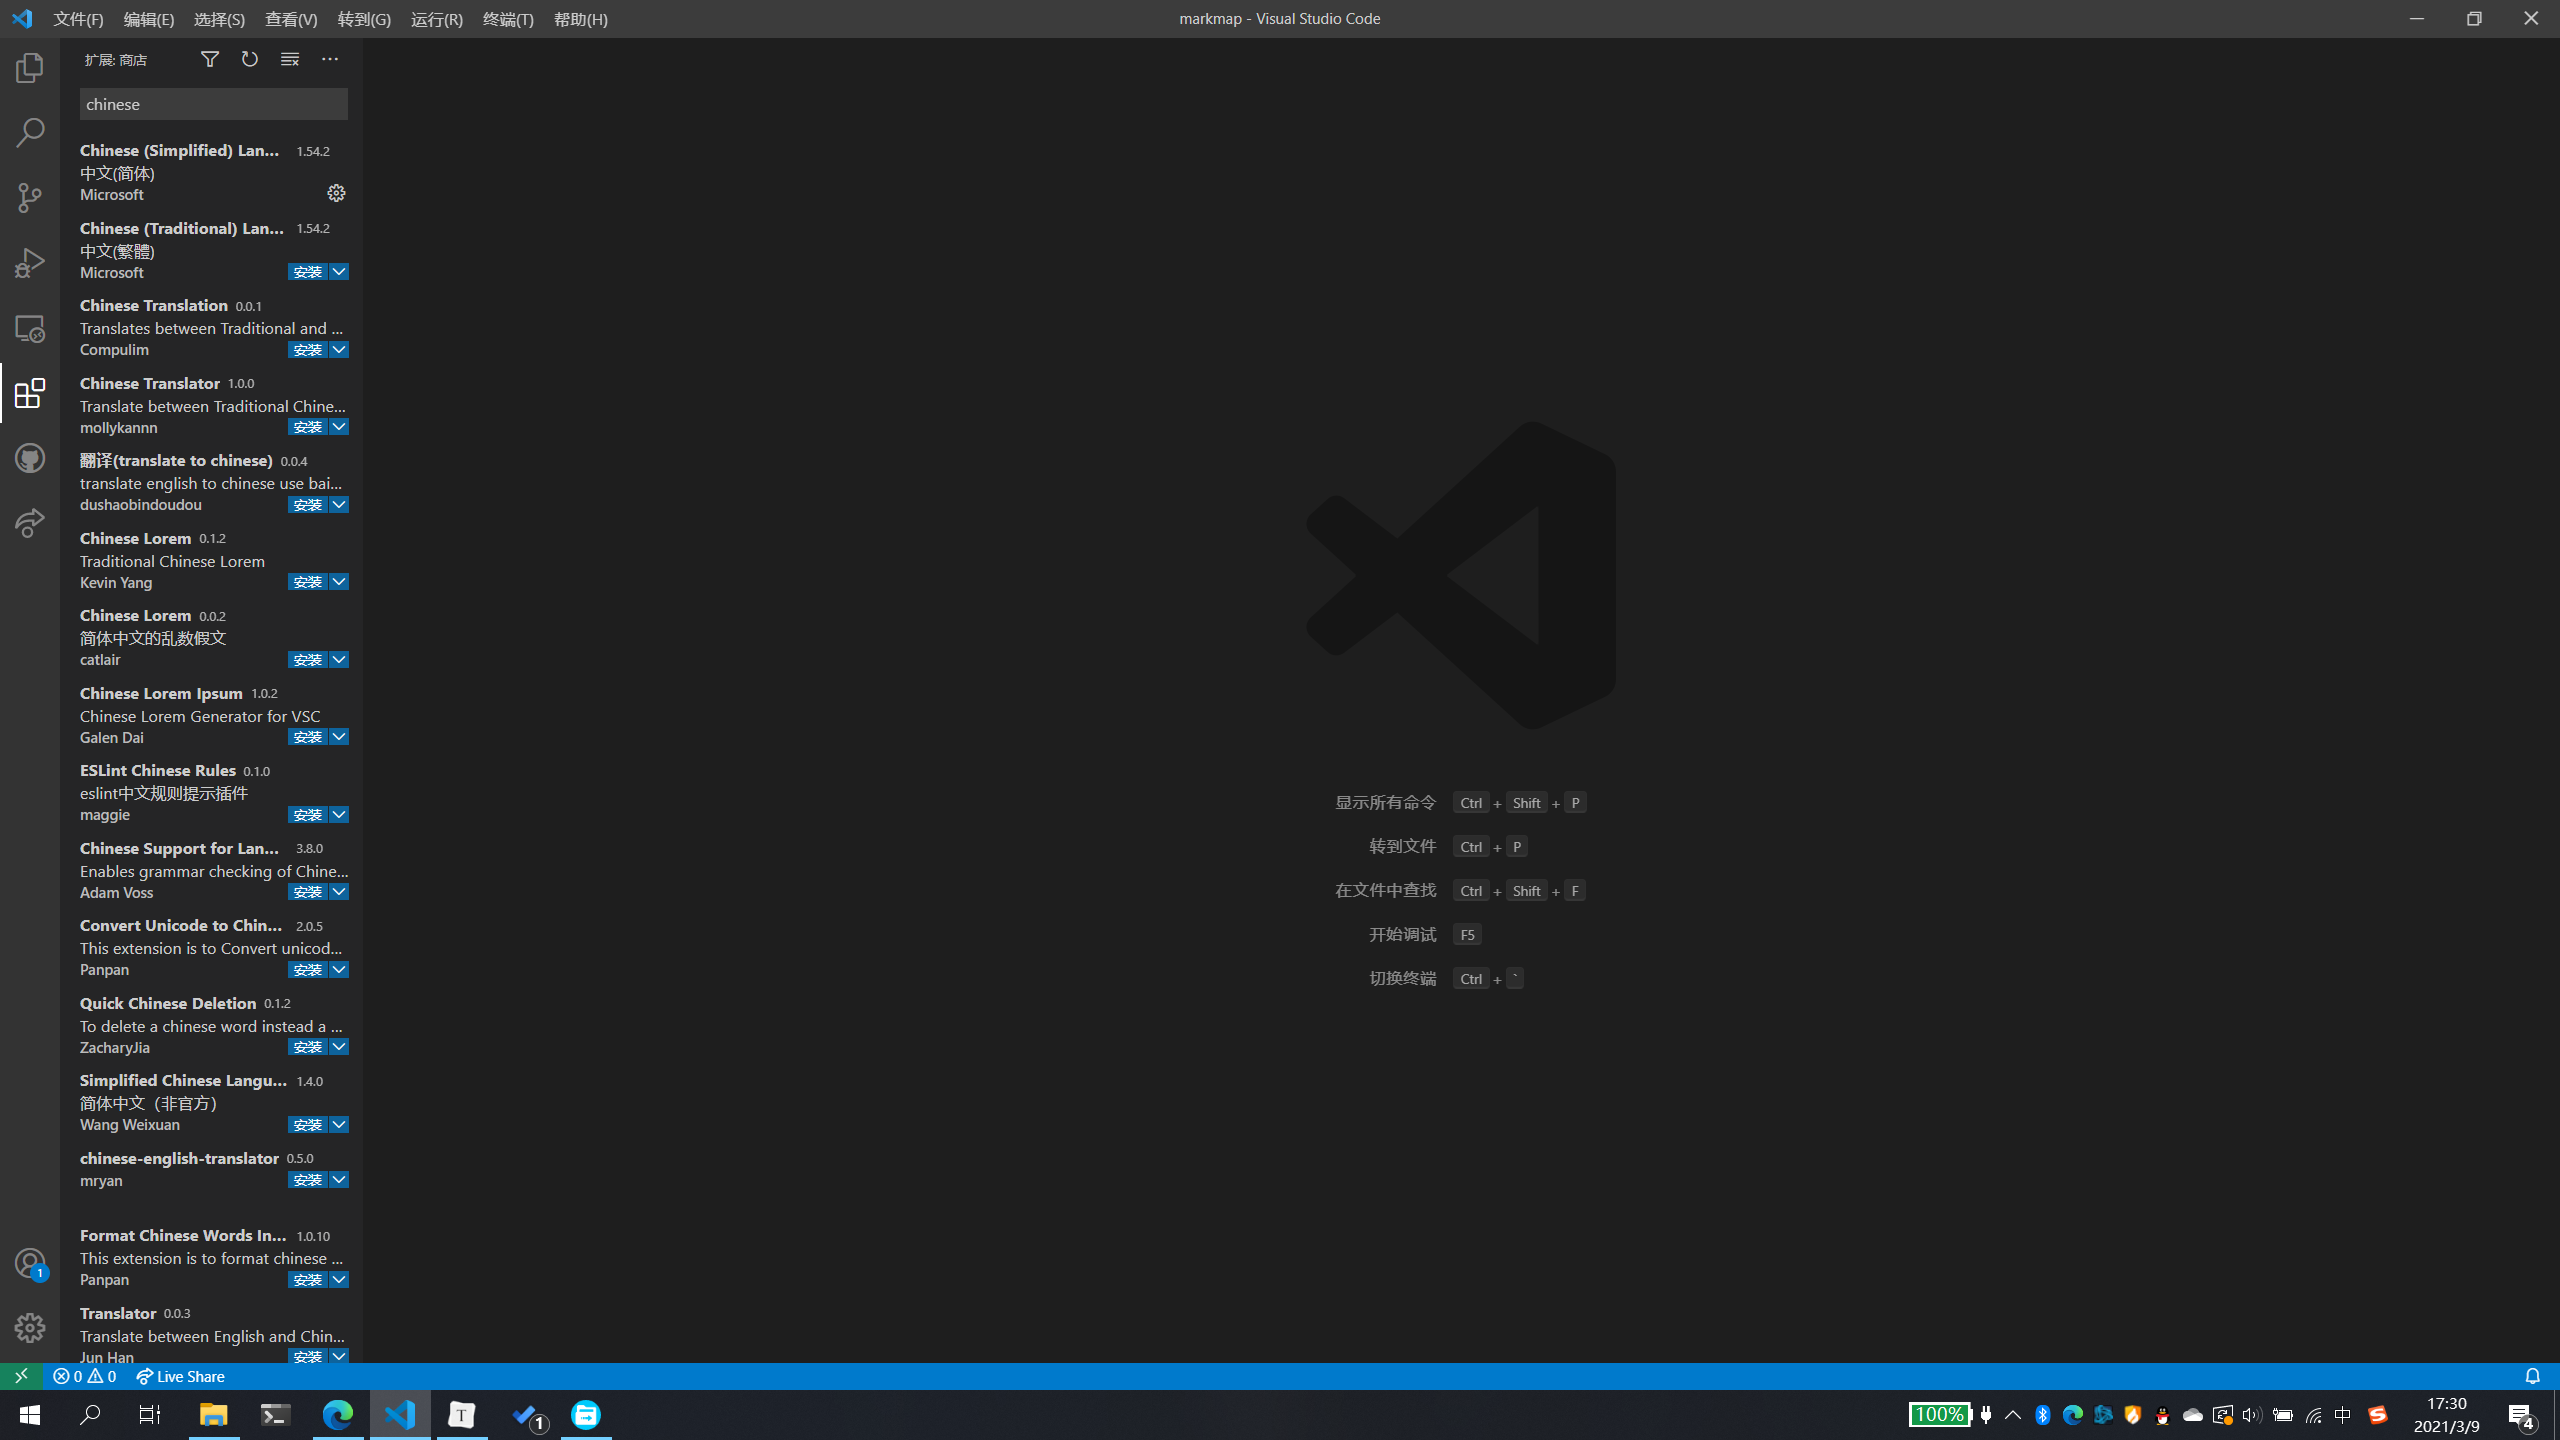 文件(F) 编辑(E) 选择(S) 查看(V) 转到(G) 运行(R) 终端(T) 帮助(H)
markmap - Visual Studio Code
扩展: 商店
chinese
Chinese (Simplified) Lan... 1.54.2
中文(简体)
Microsoft
Chinese (Traditional) Lan... 1.54.2
中文(繁體)
Microsoft 安装
Chinese Translation 0.0.1
Translates between Traditional and ...
Compulim 安装
Chinese Translator 1.0.0
Translate between Traditional Chine...
mollykannn 安装
翻译(translate to chinese) 0.0.4
translate english to chinese use bai...
dushaobindoudou 安装
Chinese Lorem 0.1.2
Traditional Chinese Lorem
Kevin Yang 安装
Chinese Lorem 0.0.2
简体中文的乱数假文
catlair 安装
Chinese Lorem Ipsum 1.0.2
Chinese Lorem Generator for VSC
Galen Dai 安装
ESLint Chinese Rules 0.1.0
eslint中文规则提示插件
maggie 安装
Chinese Support for Lan... 3.8.0
Enables grammar checking of Chine...
Adam Voss 安装
Convert Unicode to Chin... 2.0.5
This extension is to Convert unicod...
Panpan 安装
Quick Chinese Deletion 0.1.2
To delete a chinese word instead a ...
ZacharyJia 安装
Simplified Chinese Langu... 1.4.0
简体中文（非官方）
Wang Weixuan 安装
chinese-english-translator 0.5.0
mryan 安装
Format Chinese Words In... 1.0.10
This extension is to format chinese ...
Panpan 安装
Translator 0.0.3
Translate between English and Chin...
Jun Han 安装
显示所有命令 Ctrl + Shift + P
转到文件 Ctrl + P
在文件中查找 Ctrl + Shift + F
开始调试 F5
切换终端 Ctrl + `
1
0 0 Live Share
T
1
100%
中
17:30
2021/3/9
4